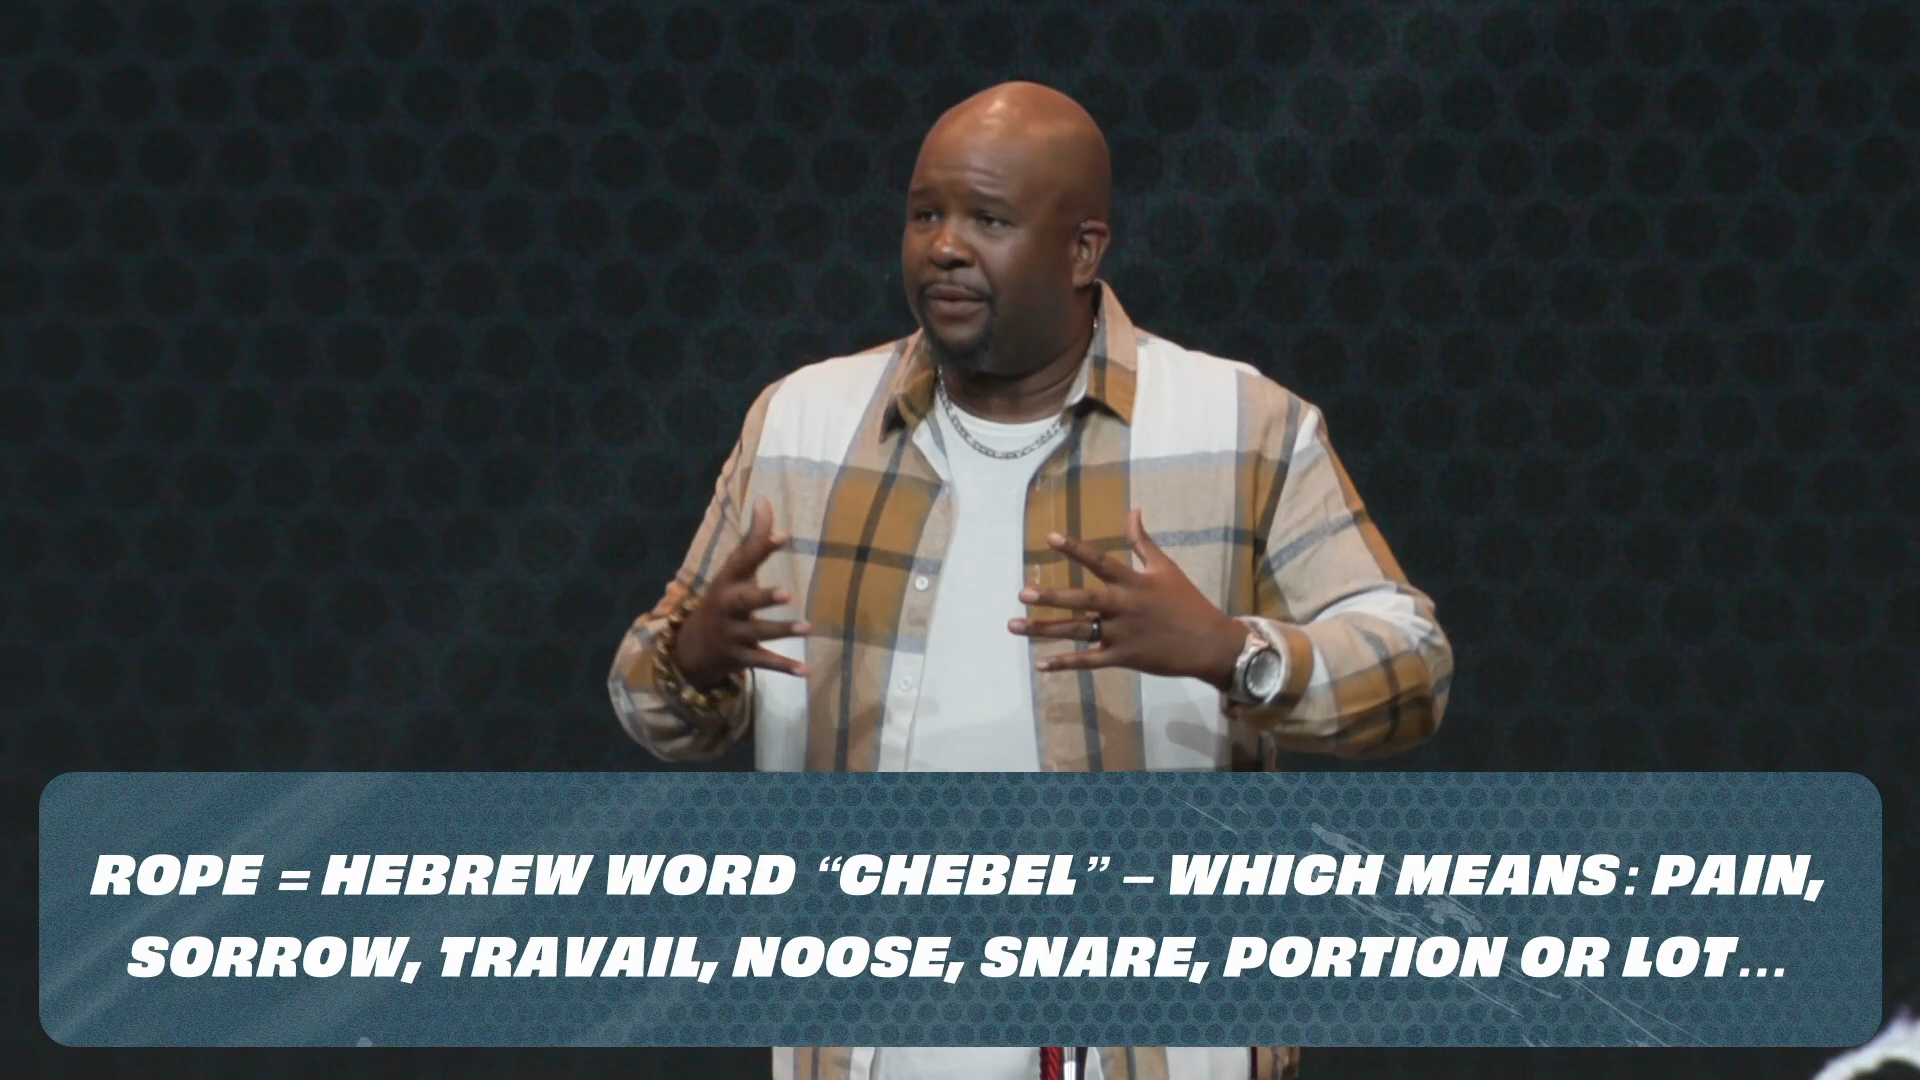 ROPE = HEBREW WORD “CHEBEL” – WHICH MEANS: PAIN,
SORROW, TRAVAIL, NOOSE, SNARE, PORTION OR LOT...